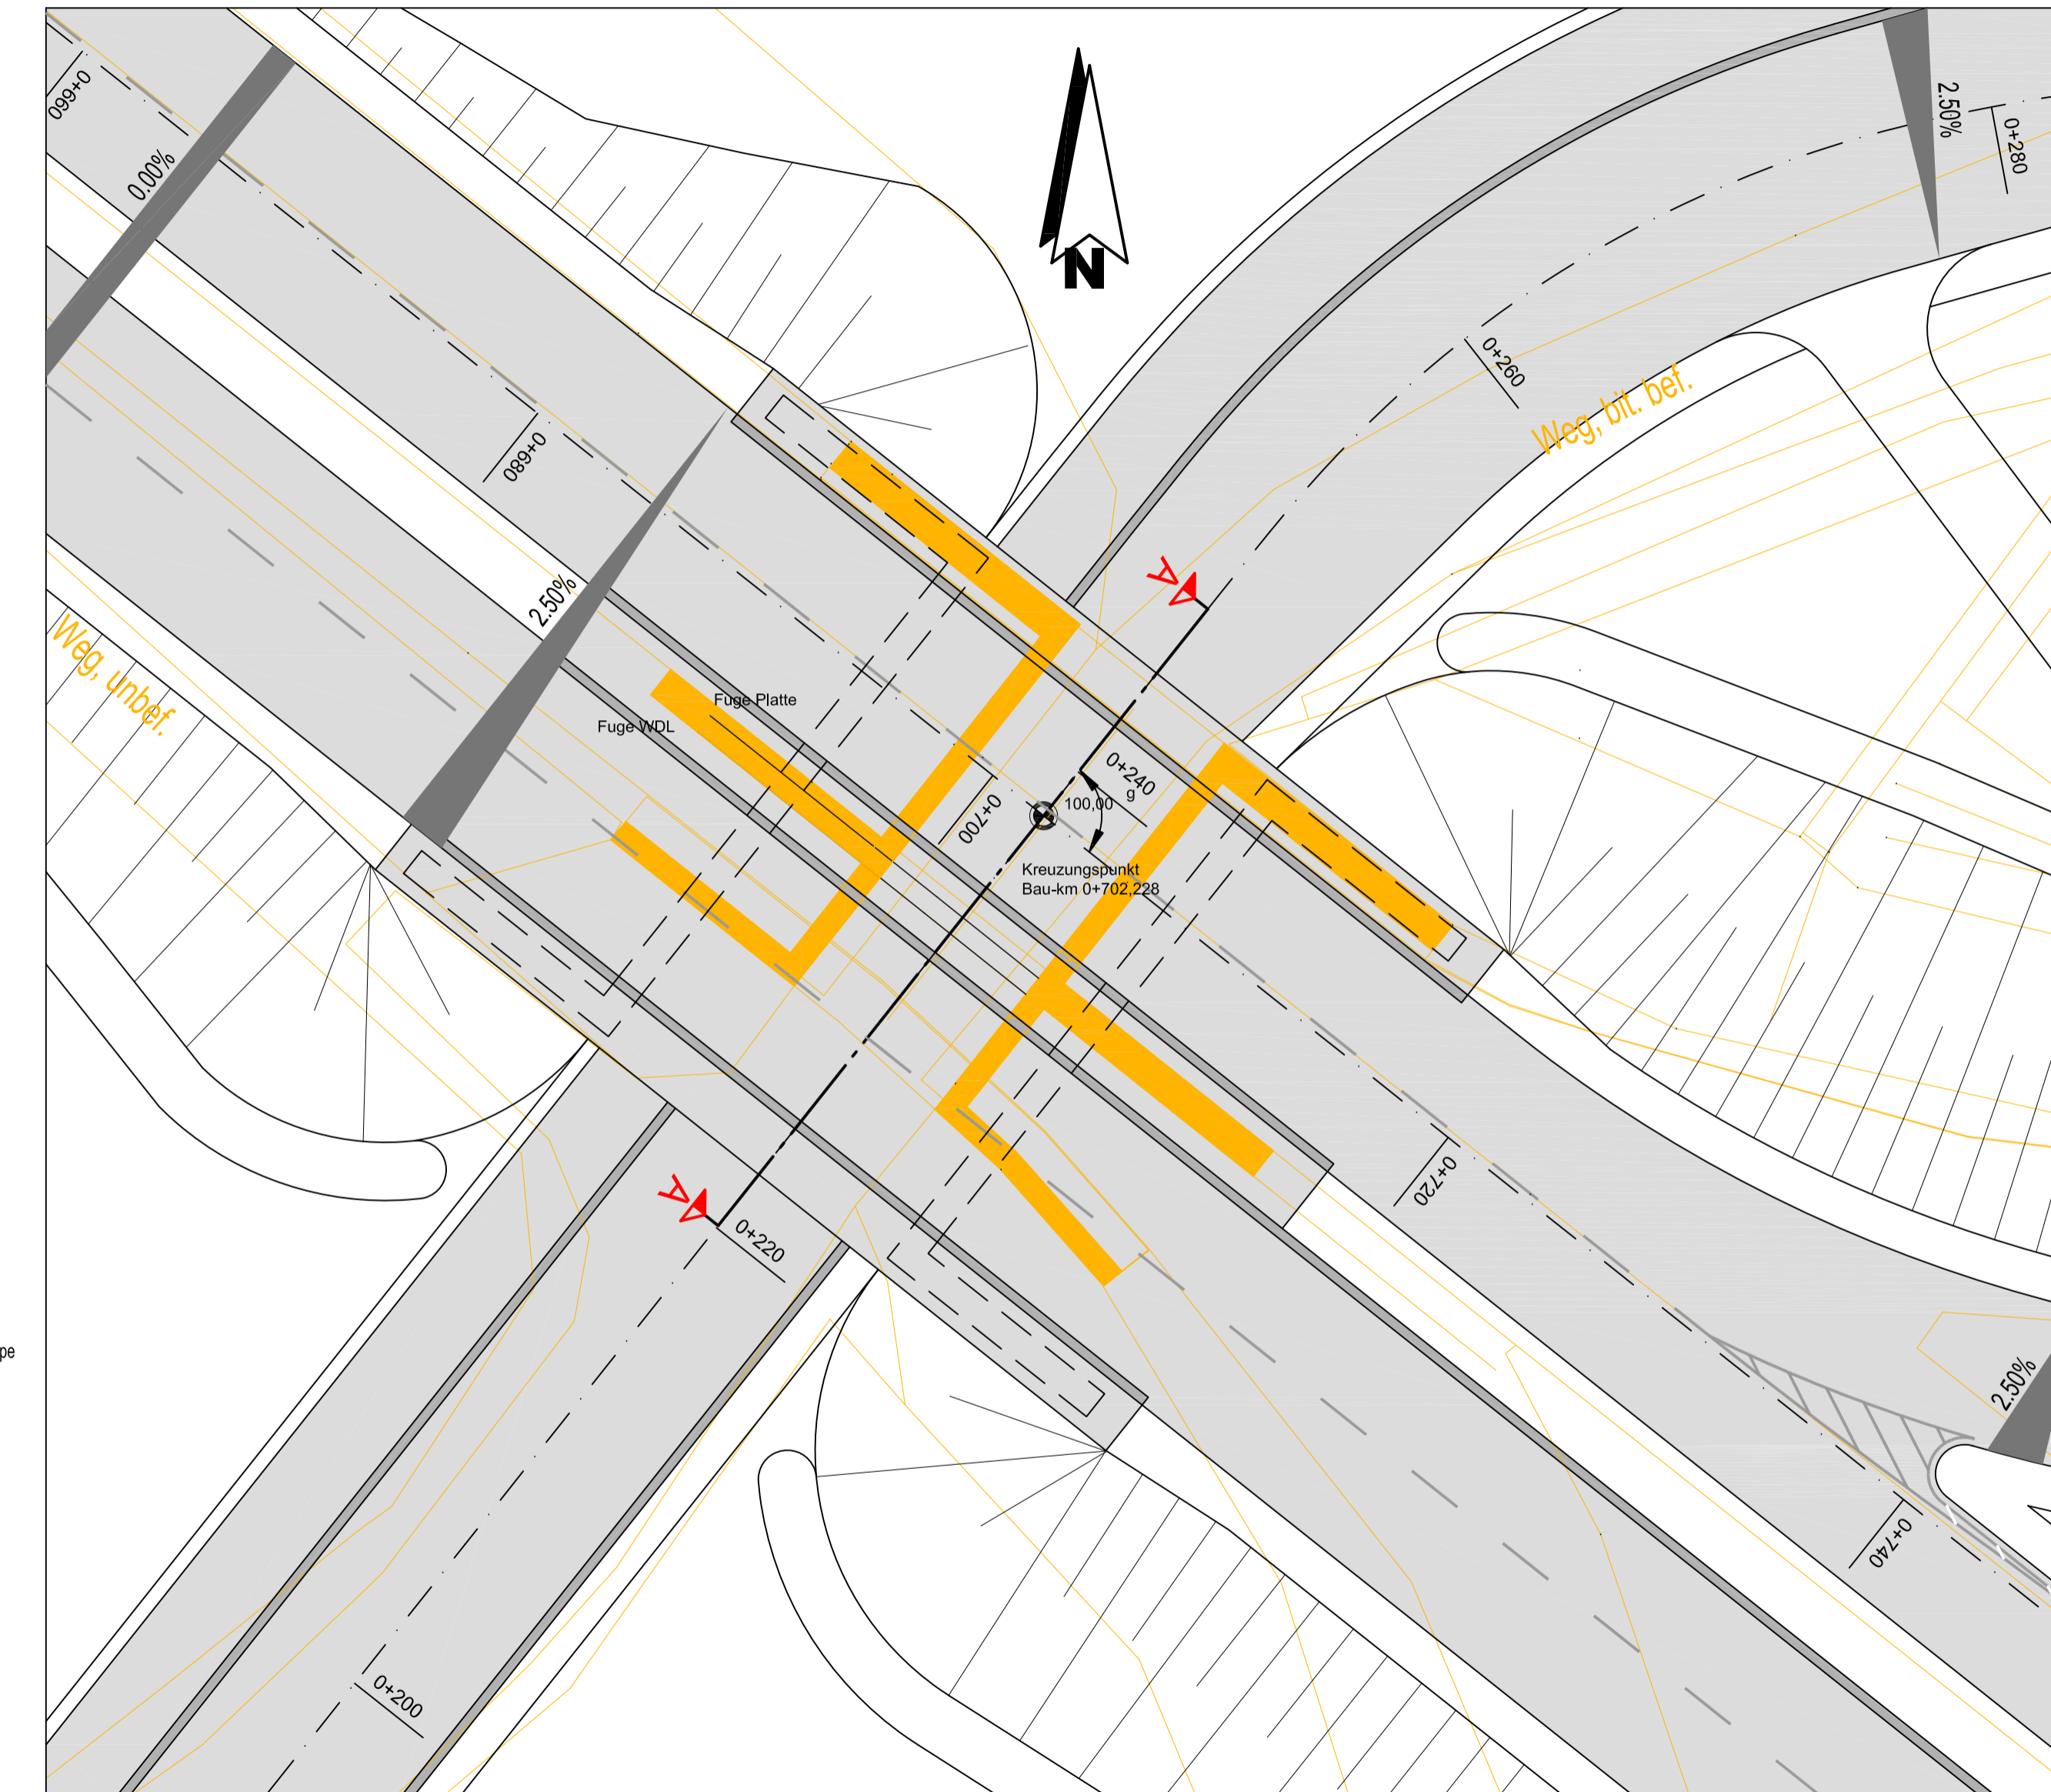 0+660
0.00%
N
2.50%
0+280
0+260
Weg, bit. bef.
0+680
A
2.50%
Weg, unbef.
Fuge Platte
Fuge WDL
0+240
100,00 g
0+700
Kreuzungspunkt
Bau-km 0+702,228
A
0+220
0+720
pe
2.50%
0+740
0+200